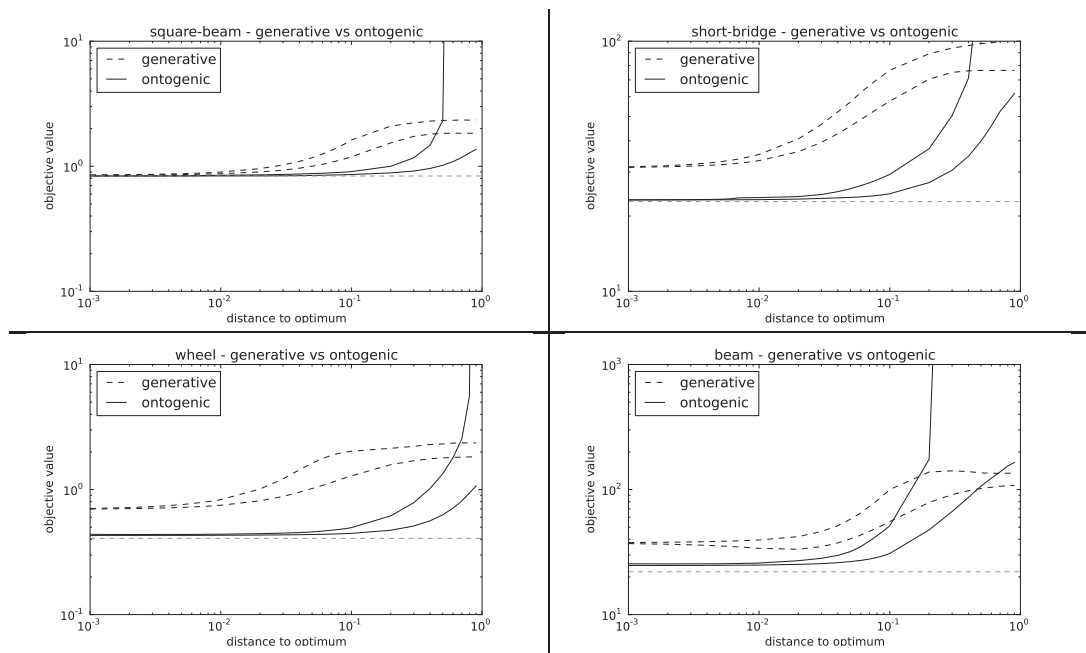 square-beam - generative vs ontogenic
10^1
generative
ontogenic
10^0
objective value
10^-1
10^-3 10^-2 10^-1 10^0
distance to optimum
short-bridge - generative vs ontogenic
10^2
generative
ontogenic
objective value
10^1
10^-3 10^-2 10^-1 10^0
distance to optimum
wheel - generative vs ontogenic
10^1
generative
ontogenic
10^0
objective value
10^-1
10^-3 10^-2 10^-1 10^0
distance to optimum
beam - generative vs ontogenic
10^3
generative
ontogenic
10^2
objective value
10^1
10^-3 10^-2 10^-1 10^0
distance to optimum